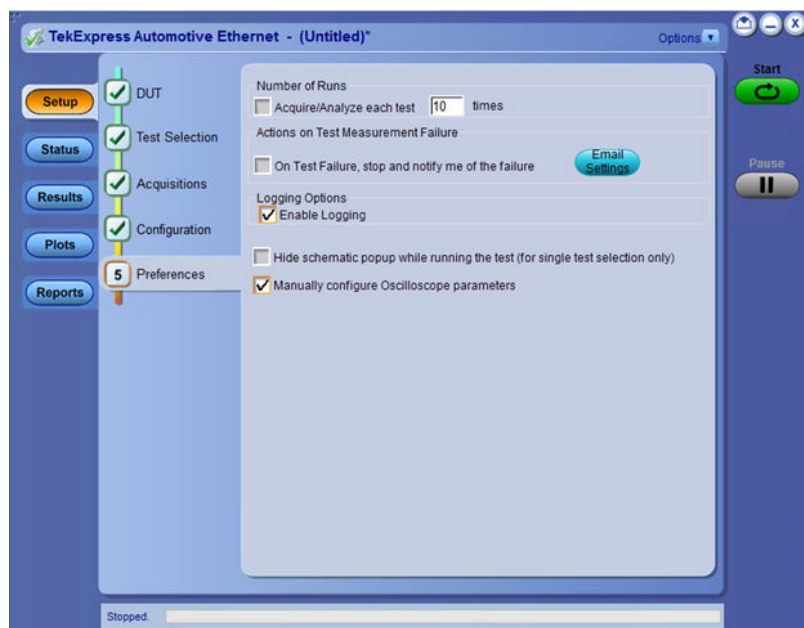 TekExpress Automotive Ethernet - (Untitled)*
Options
Start
Pause
Setup
Status
Results
Plots
Reports
DUT
Test Selection
Acquisitions
Configuration
5 Preferences
Number of Runs
Acquire/Analyze each test 10 times
Actions on Test Measurement Failure
On Test Failure, stop and notify me of the failure
Email
Settings
Logging Options
Enable Logging
Hide schematic popup while running the test (for single test selection only)
Manually configure Oscilloscope parameters
Stopped.